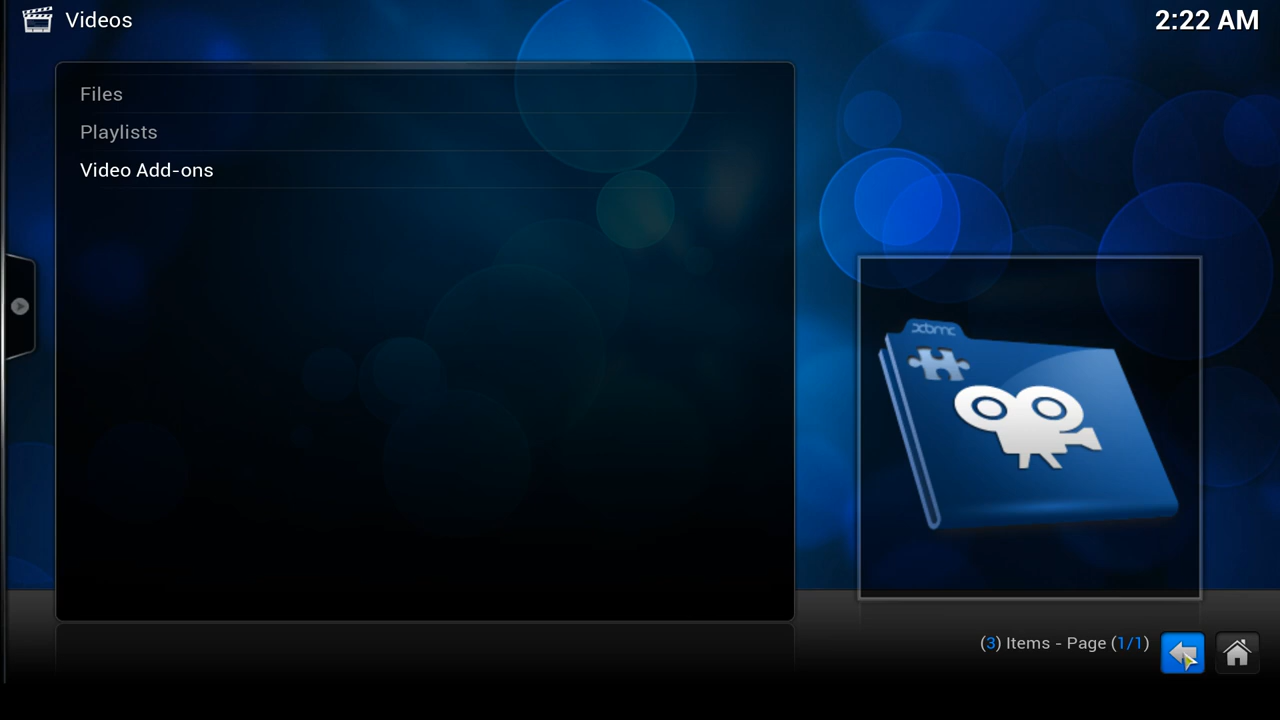 Videos
2:22 AM
Files
Playlists
Video Add-ons
xbmc
(3) Items - Page (1/1)